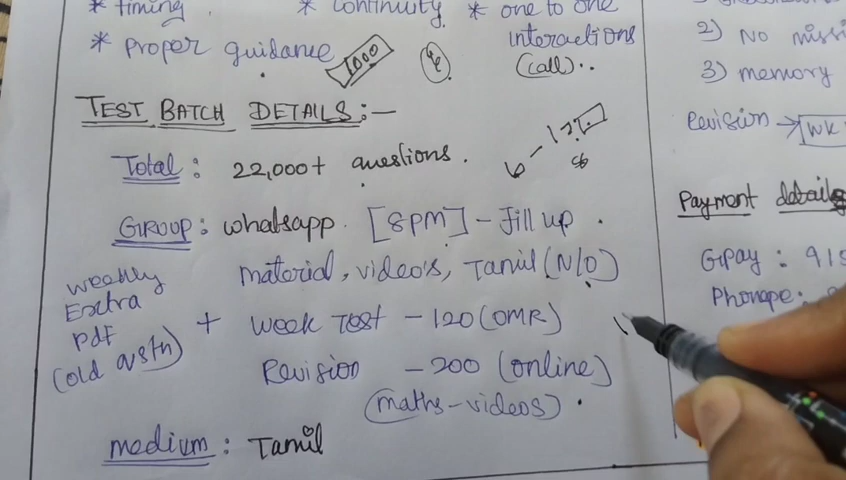 * timing * continuity * one to one
* Proper guidance interactions
1000 (call)..
TEST BATCH DETAILS:-
Total: 22,000+ questions.
GROUP: whatsapp. [8PM] - Fill up.
material, video's, Tamil (N/O)
weekly
Extra
pdf
(old qstn)
+ week TEST - 120 (OMR)
Revision - 200 (online)
(maths-videos).
medium: Tamil
2) No
3) memory
Revision → WK
Payment details
Gpay: 91
Phonepe: